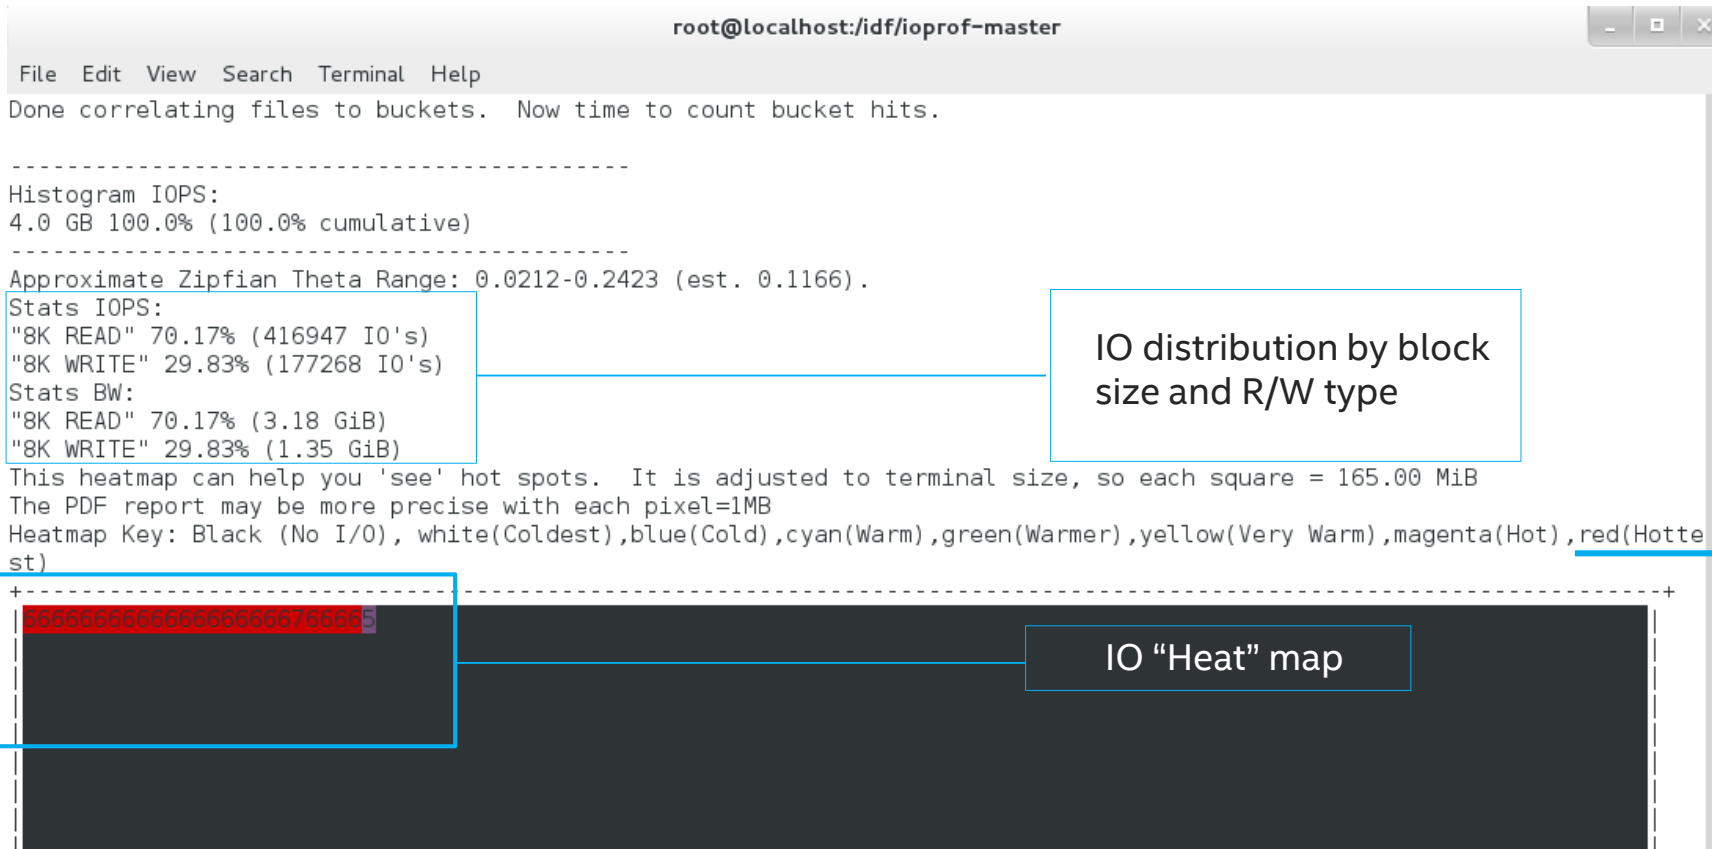 root@localhost:/idf/ioprof-master
File Edit View Search Terminal Help
Done correlating files to buckets.  Now time to count bucket hits.
--------------------------------------------
Histogram IOPS:
4.0 GB 100.0% (100.0% cumulative)
--------------------------------------------
Approximate Zipfian Theta Range: 0.0212-0.2423 (est. 0.1166).
Stats IOPS:
"8K READ" 70.17% (416947 IO's)
"8K WRITE" 29.83% (177268 IO's)
Stats BW:
"8K READ" 70.17% (3.18 GiB)
"8K WRITE" 29.83% (1.35 GiB)
IO distribution by block
size and R/W type
This heatmap can help you 'see' hot spots.  It is adjusted to terminal size, so each square = 165.00 MiB
The PDF report may be more precise with each pixel=1MB
Heatmap Key: Black (No I/O), white(Coldest),blue(Cold),cyan(Warm),green(Warmer),yellow(Very Warm),magenta(Hot),red(Hotte
st)
6666666666666666666766665
IO “Heat” map